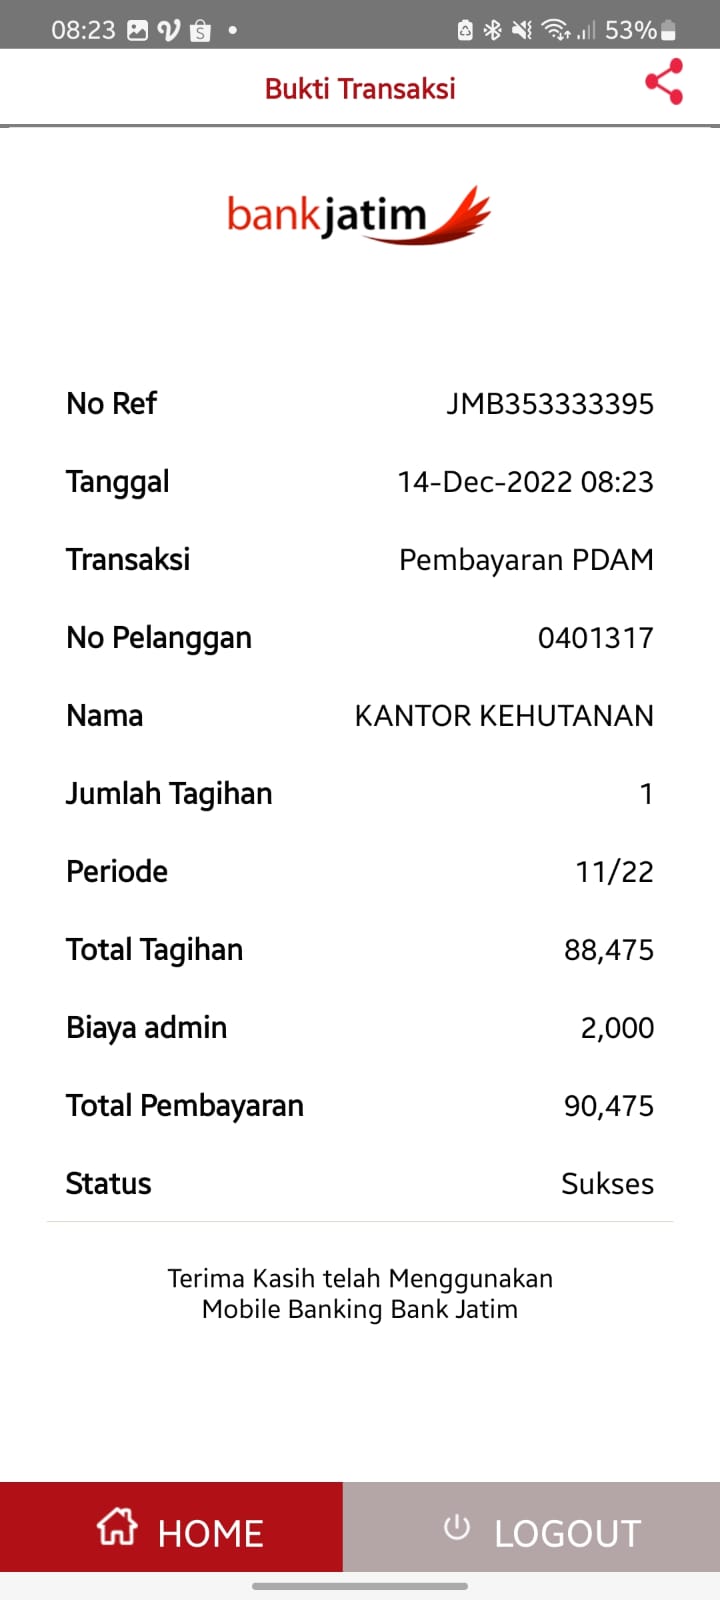 08:23
53%
Bukti Transaksi
bankjatim
No Ref JMB353333395
Tanggal 14-Dec-2022 08:23
Transaksi Pembayaran PDAM
No Pelanggan 0401317
Nama KANTOR KEHUTANAN
Jumlah Tagihan 1
Periode 11/22
Total Tagihan 88,475
Biaya admin 2,000
Total Pembayaran 90,475
Status Sukses
Terima Kasih telah Menggunakan
Mobile Banking Bank Jatim
HOME
LOGOUT